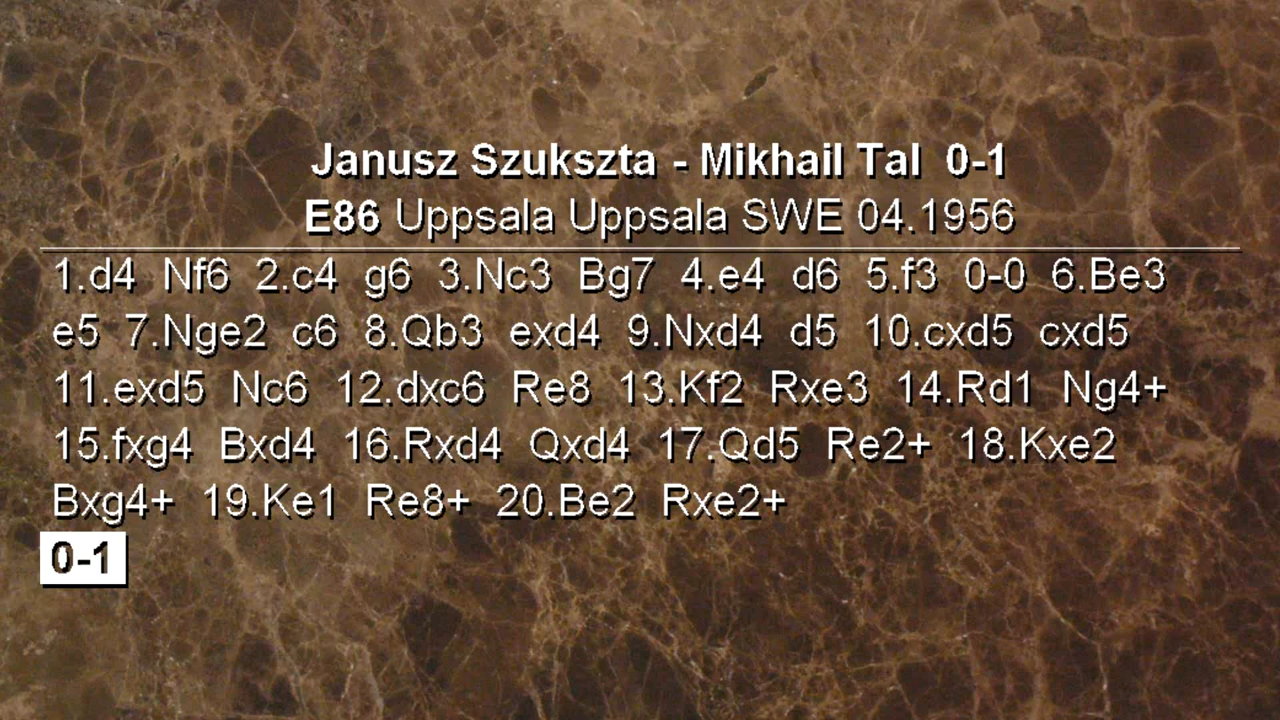 Janusz Szukszta - Mikhail Tal 0-1
E86 Uppsala Uppsala SWE 04.1956
1.d4 Nf6 2.c4 g6 3.Nc3 Bg7 4.e4 d6 5.f3 0-0 6.Be3
e5 7.Nge2 c6 8.Qb3 exd4 9.Nxd4 d5 10.cxd5 cxd5
11.exd5 Nc6 12.dxc6 Re8 13.Kf2 Rxe3 14.Rd1 Ng4+
15.fxg4 Bxd4 16.Rxd4 Qxd4 17.Qd5 Re2+ 18.Kxe2
Bxg4+ 19.Ke1 Re8+ 20.Be2 Rxe2+
0-1